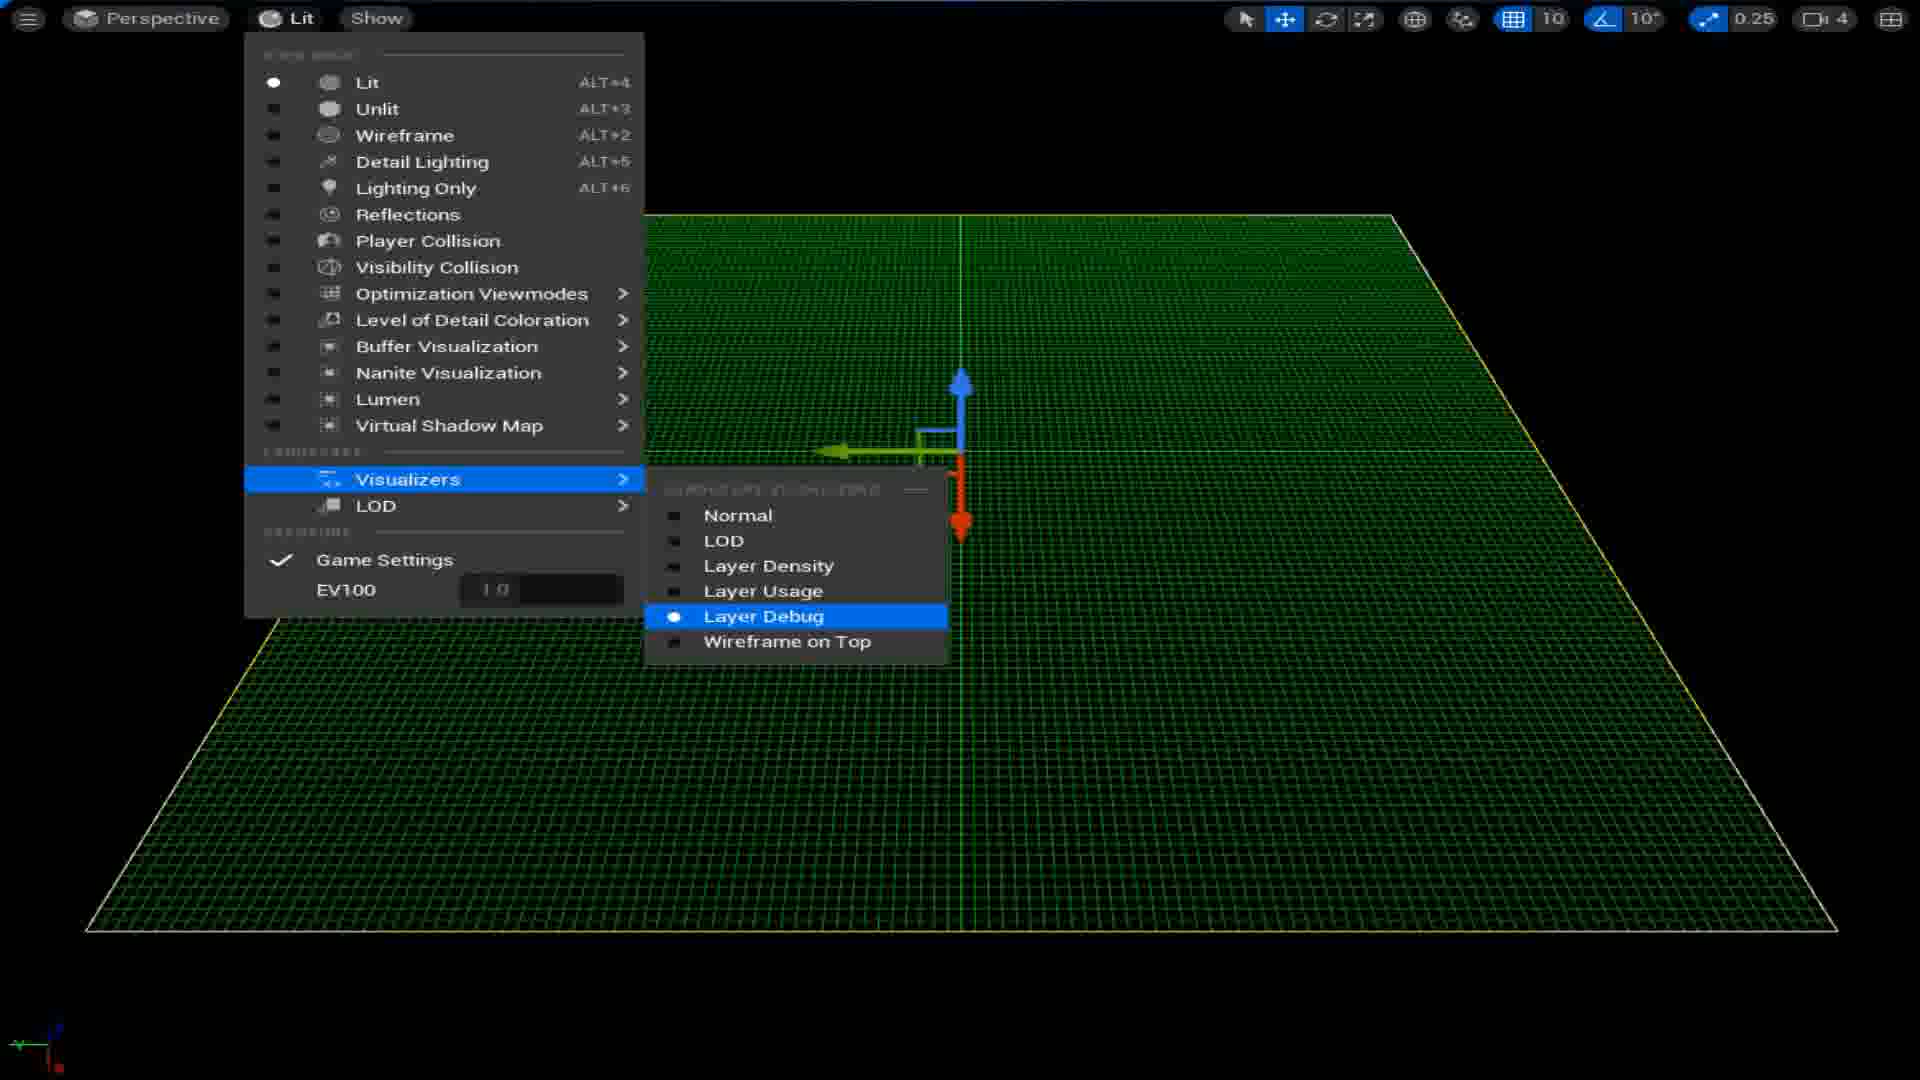 Perspective
Lit
Show
10
10°
0.25
4
Lit ALT+4
Unlit ALT+3
Wireframe ALT+2
Detail Lighting ALT+5
Lighting Only ALT+6
Reflections
Player Collision
Visibility Collision
Optimization Viewmodes
Level of Detail Coloration
Buffer Visualization
Nanite Visualization
Lumen
Virtual Shadow Map
Visualizers
LOD
Game Settings
EV100 1.0
Normal
LOD
Layer Density
Layer Usage
Layer Debug
Wireframe on Top